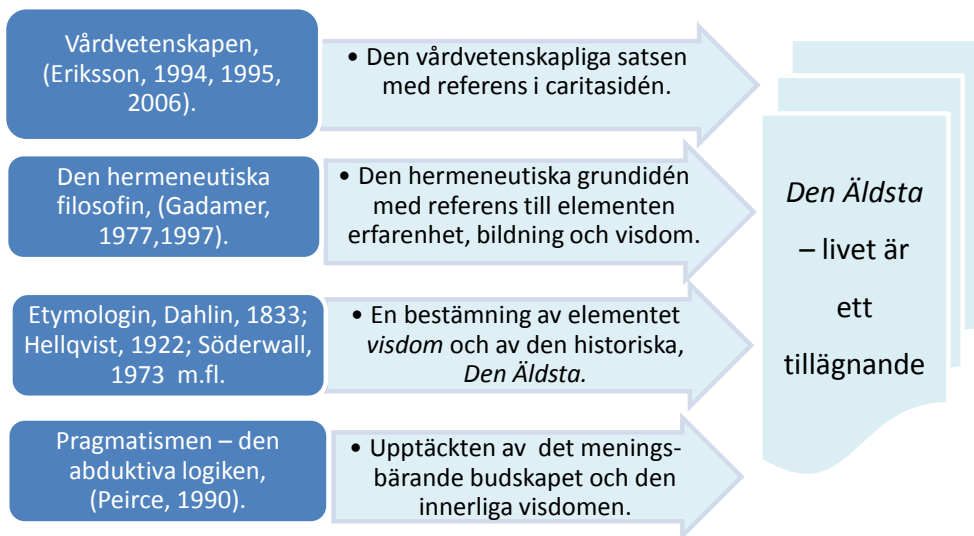 Vårdvetenskapen,
(Eriksson, 1994, 1995,
2006).
• Den vårdvetenskapliga satsen
med referens i caritasidén.
Den hermeneutiska
filosofin, (Gadamer,
1977,1997).
• Den hermeneutiska grundidén
med referens till elementen
erfarenhet, bildning och visdom.
Etymologin, Dahlin, 1833;
Hellqvist, 1922; Söderwall,
1973 m.fl.
• En bestämning av elementet
visdom och av den historiska,
Den Äldsta.
Pragmatismen – den
abduktiva logiken,
(Peirce, 1990).
• Upptäckten av det menings-
bärande budskapet och den
innerliga visdomen.
Den Äldsta
– livet är
ett
tillägnande